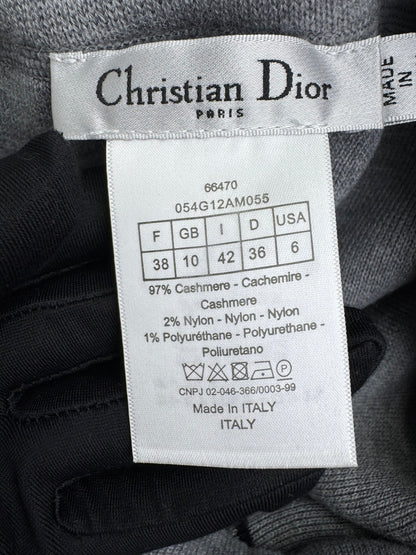 Christian Dior
PARIS
MADE
IN
66470
054G12AM055
F GB I D USA
38 10 42 36 6
97% Cashmere - Cachemire -
Cashmere
2% Nylon - Nylon - Nylon
1% Polyuréthane - Polyurethane -
Poliuretano
CNPJ 02-046-366/0003-99
Made In ITALY
ITALY